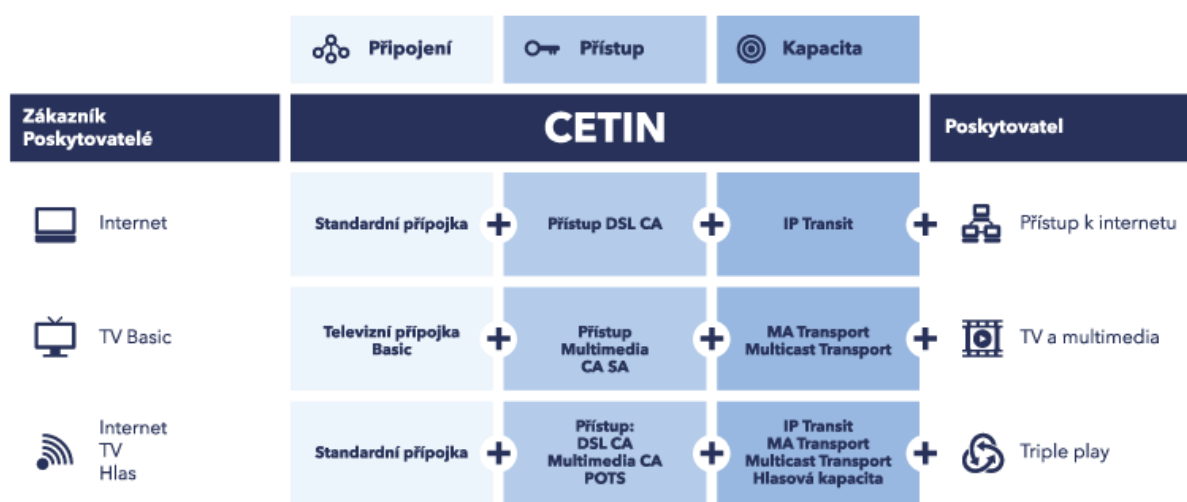 Připojení
Přístup
Kapacita
Zákazník
Poskytovatelé
CETIN
Poskytovatel
Internet
Standardní přípojka
+
Přístup DSL CA
+
IP Transit
+
Přístup k internetu
TV Basic
Televizní přípojka
Basic
+
Přístup
Multimedia
CA SA
+
MA Transport
Multicast Transport
+
TV a multimedia
Internet
TV
Hlas
Standardní přípojka
+
Přístup:
DSL CA
Multimedia CA
POTS
+
IP Transit
MA Transport
Multicast Transport
Hlasová kapacita
+
Triple play